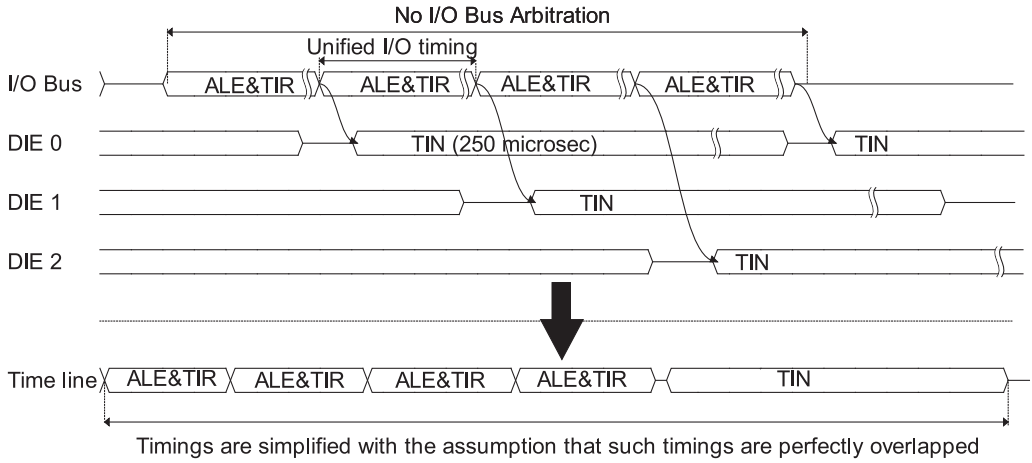 No I/O Bus Arbitration
Unified I/O timing
I/O Bus ALE&TIR ALE&TIR ALE&TIR ALE&TIR
DIE 0 TIN (250 microsec) TIN
DIE 1 TIN
DIE 2 TIN
Time line ALE&TIR ALE&TIR ALE&TIR ALE&TIR TIN
Timings are simplified with the assumption that such timings are perfectly overlapped